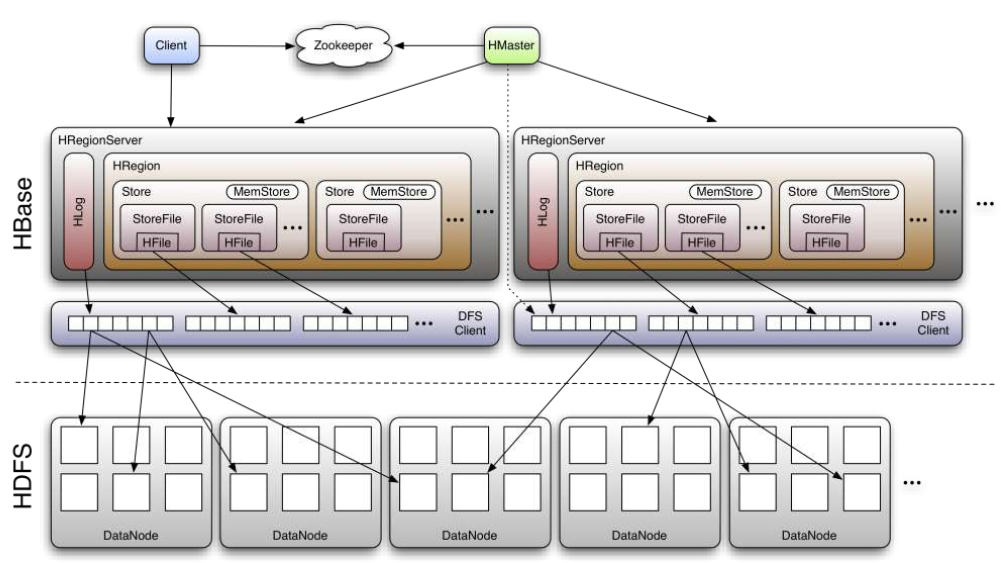 Client
Zookeeper
HMaster
HBase
HRegionServer
HLog
HRegion
Store
MemStore
StoreFile
HFile
StoreFile
HFile
...
Store
MemStore
StoreFile
HFile
...
...
HRegionServer
HLog
HRegion
Store
MemStore
StoreFile
HFile
StoreFile
HFile
...
Store
MemStore
StoreFile
HFile
...
...
...
...
DFS
Client
...
DFS
Client
HDFS
DataNode
DataNode
DataNode
DataNode
DataNode
...